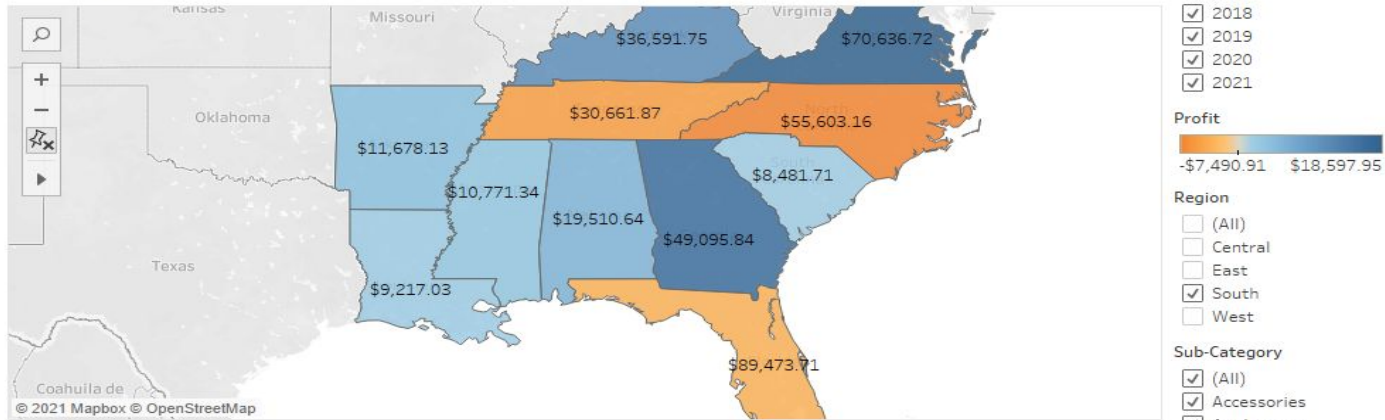 Kansas
Missouri
Virginia
$36,591.75
$70,636.72
Oklahoma
$30,661.87
North
$55,603.16
$11,678.13
South
$8,481.71
$10,771.34
$19,510.64
$49,095.84
Texas
$9,217.03
$89,473.71
Coahuila de
© 2021 Mapbox © OpenStreetMap
2018
2019
2020
2021
Profit
-$7,490.91 $18,597.95
Region
(All)
Central
East
South
West
Sub-Category
(All)
Accessories